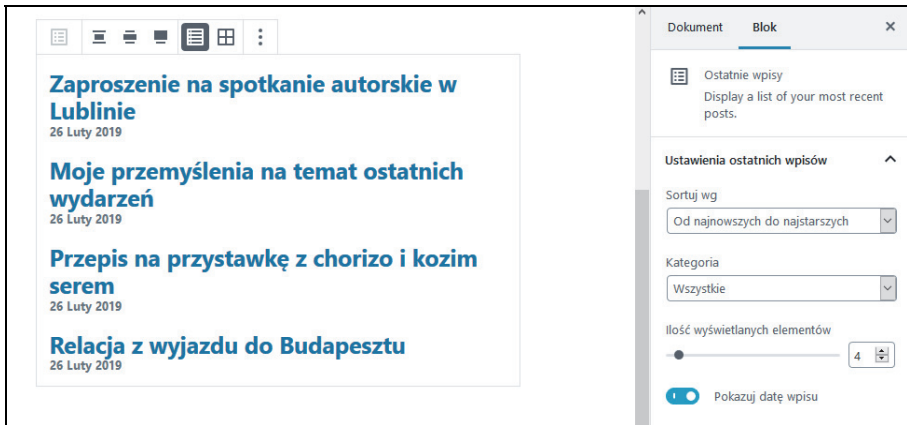 Zaproszenie na spotkanie autorskie w
Lublinie
26 Luty 2019
Moje przemyślenia na temat ostatnich
wydarzeń
26 Luty 2019
Przepis na przystawkę z chorizo i kozim
serem
26 Luty 2019
Relacja z wyjazdu do Budapesztu
26 Luty 2019
Dokument Blok
Ostatnie wpisy
Display a list of your most recent
posts.
Ustawienia ostatnich wpisów
Sortuj wg
Od najnowszych do najstarszych
Kategoria
Wszystkie
Ilość wyświetlanych elementów
4
Pokazuj datę wpisu